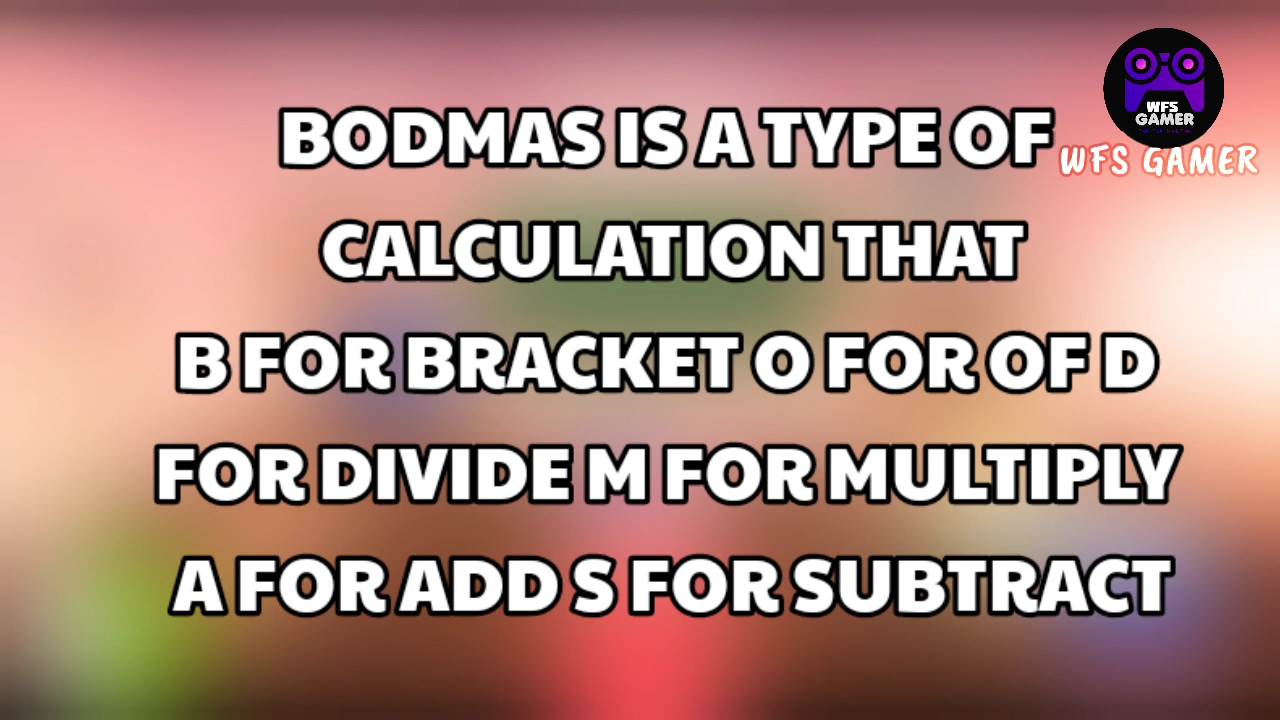 BODMAS IS A TYPE OF
CALCULATION THAT
B FOR BRACKET O FOR OF D
FOR DIVIDE M FOR MULTIPLY
A FOR ADD S FOR SUBTRACT
WFS
GAMER
WFS GAMER